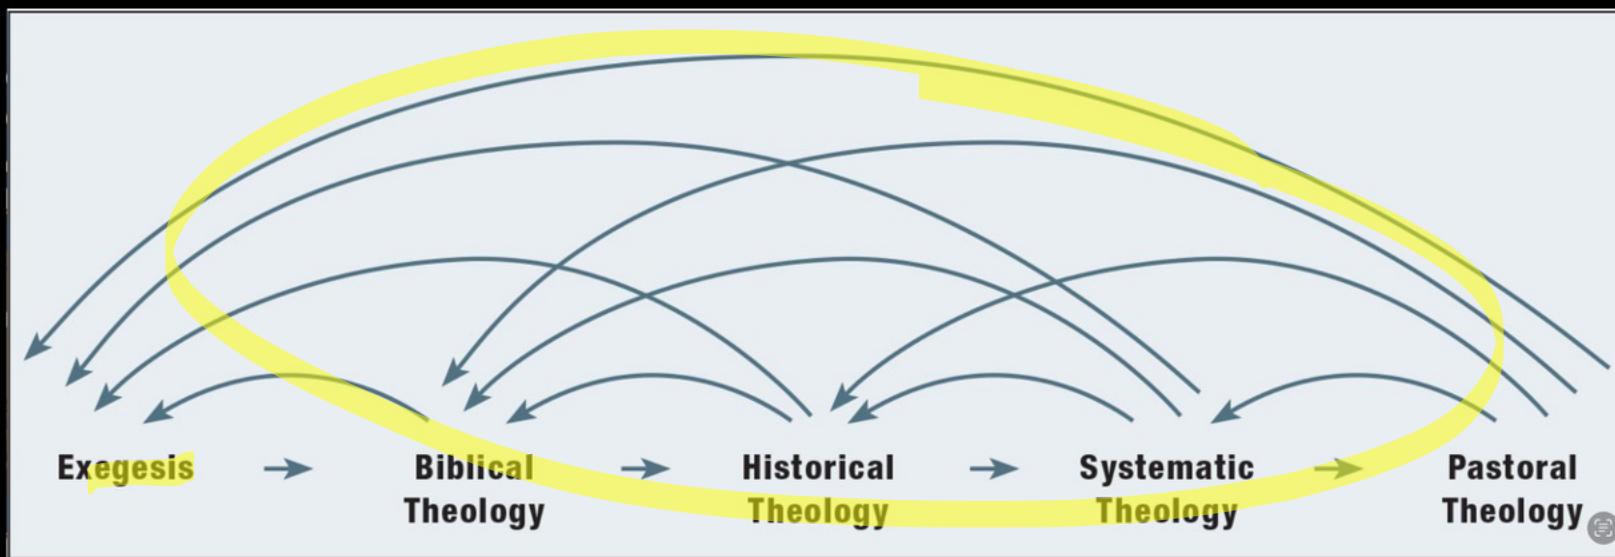 Exegesis
Biblical
Theology
Historical
Theology
Systematic
Theology
Pastoral
Theology